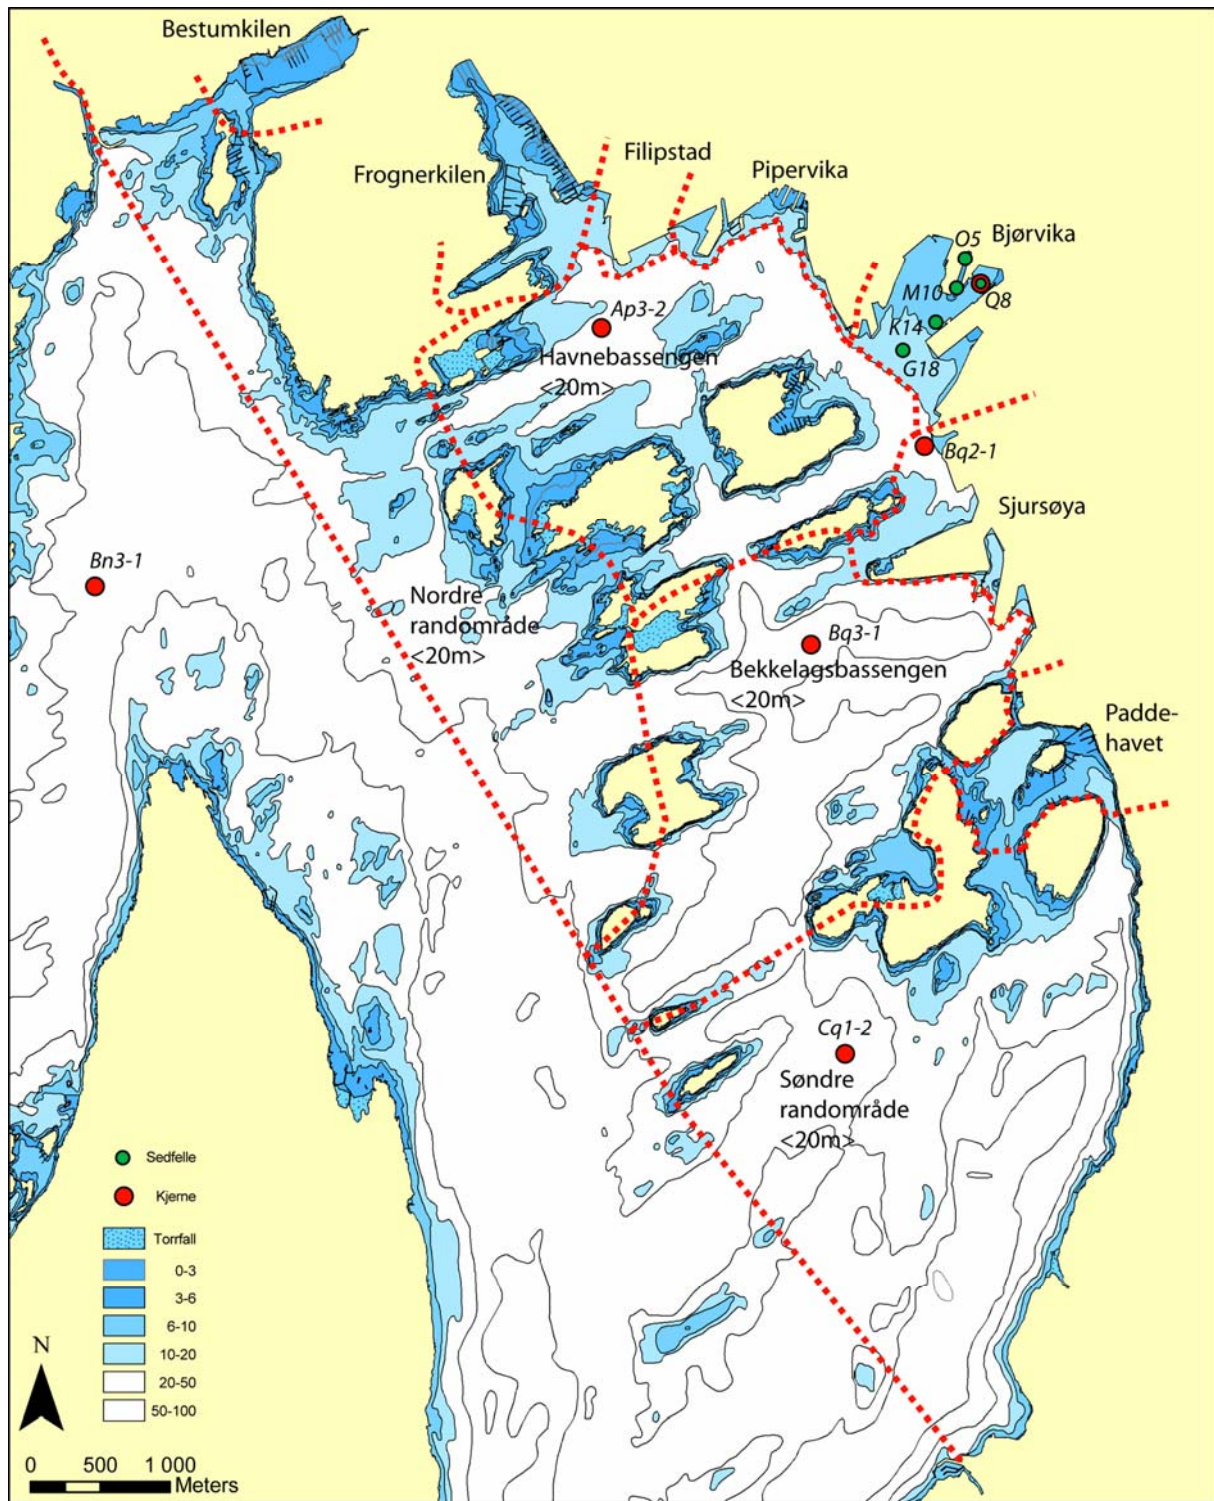 Bestumkilen
Frognerkilen
Filipstad
Pipervika
O5
Bjørvika
M10
Q8
K14
G18
Ap3-2
Havnebassengen
<20m>
Bq2-1
Sjursøya
Bn3-1
Nordre
randområde
<20m>
Bq3-1
Bekkelagsbassengen
<20m>
Padde-
havet
Cq1-2
Søndre
randområde
<20m>
Sedfelle
Kjerne
Torrfall
0-3
3-6
6-10
10-20
20-50
50-100
N
0 500 1 000
Meters